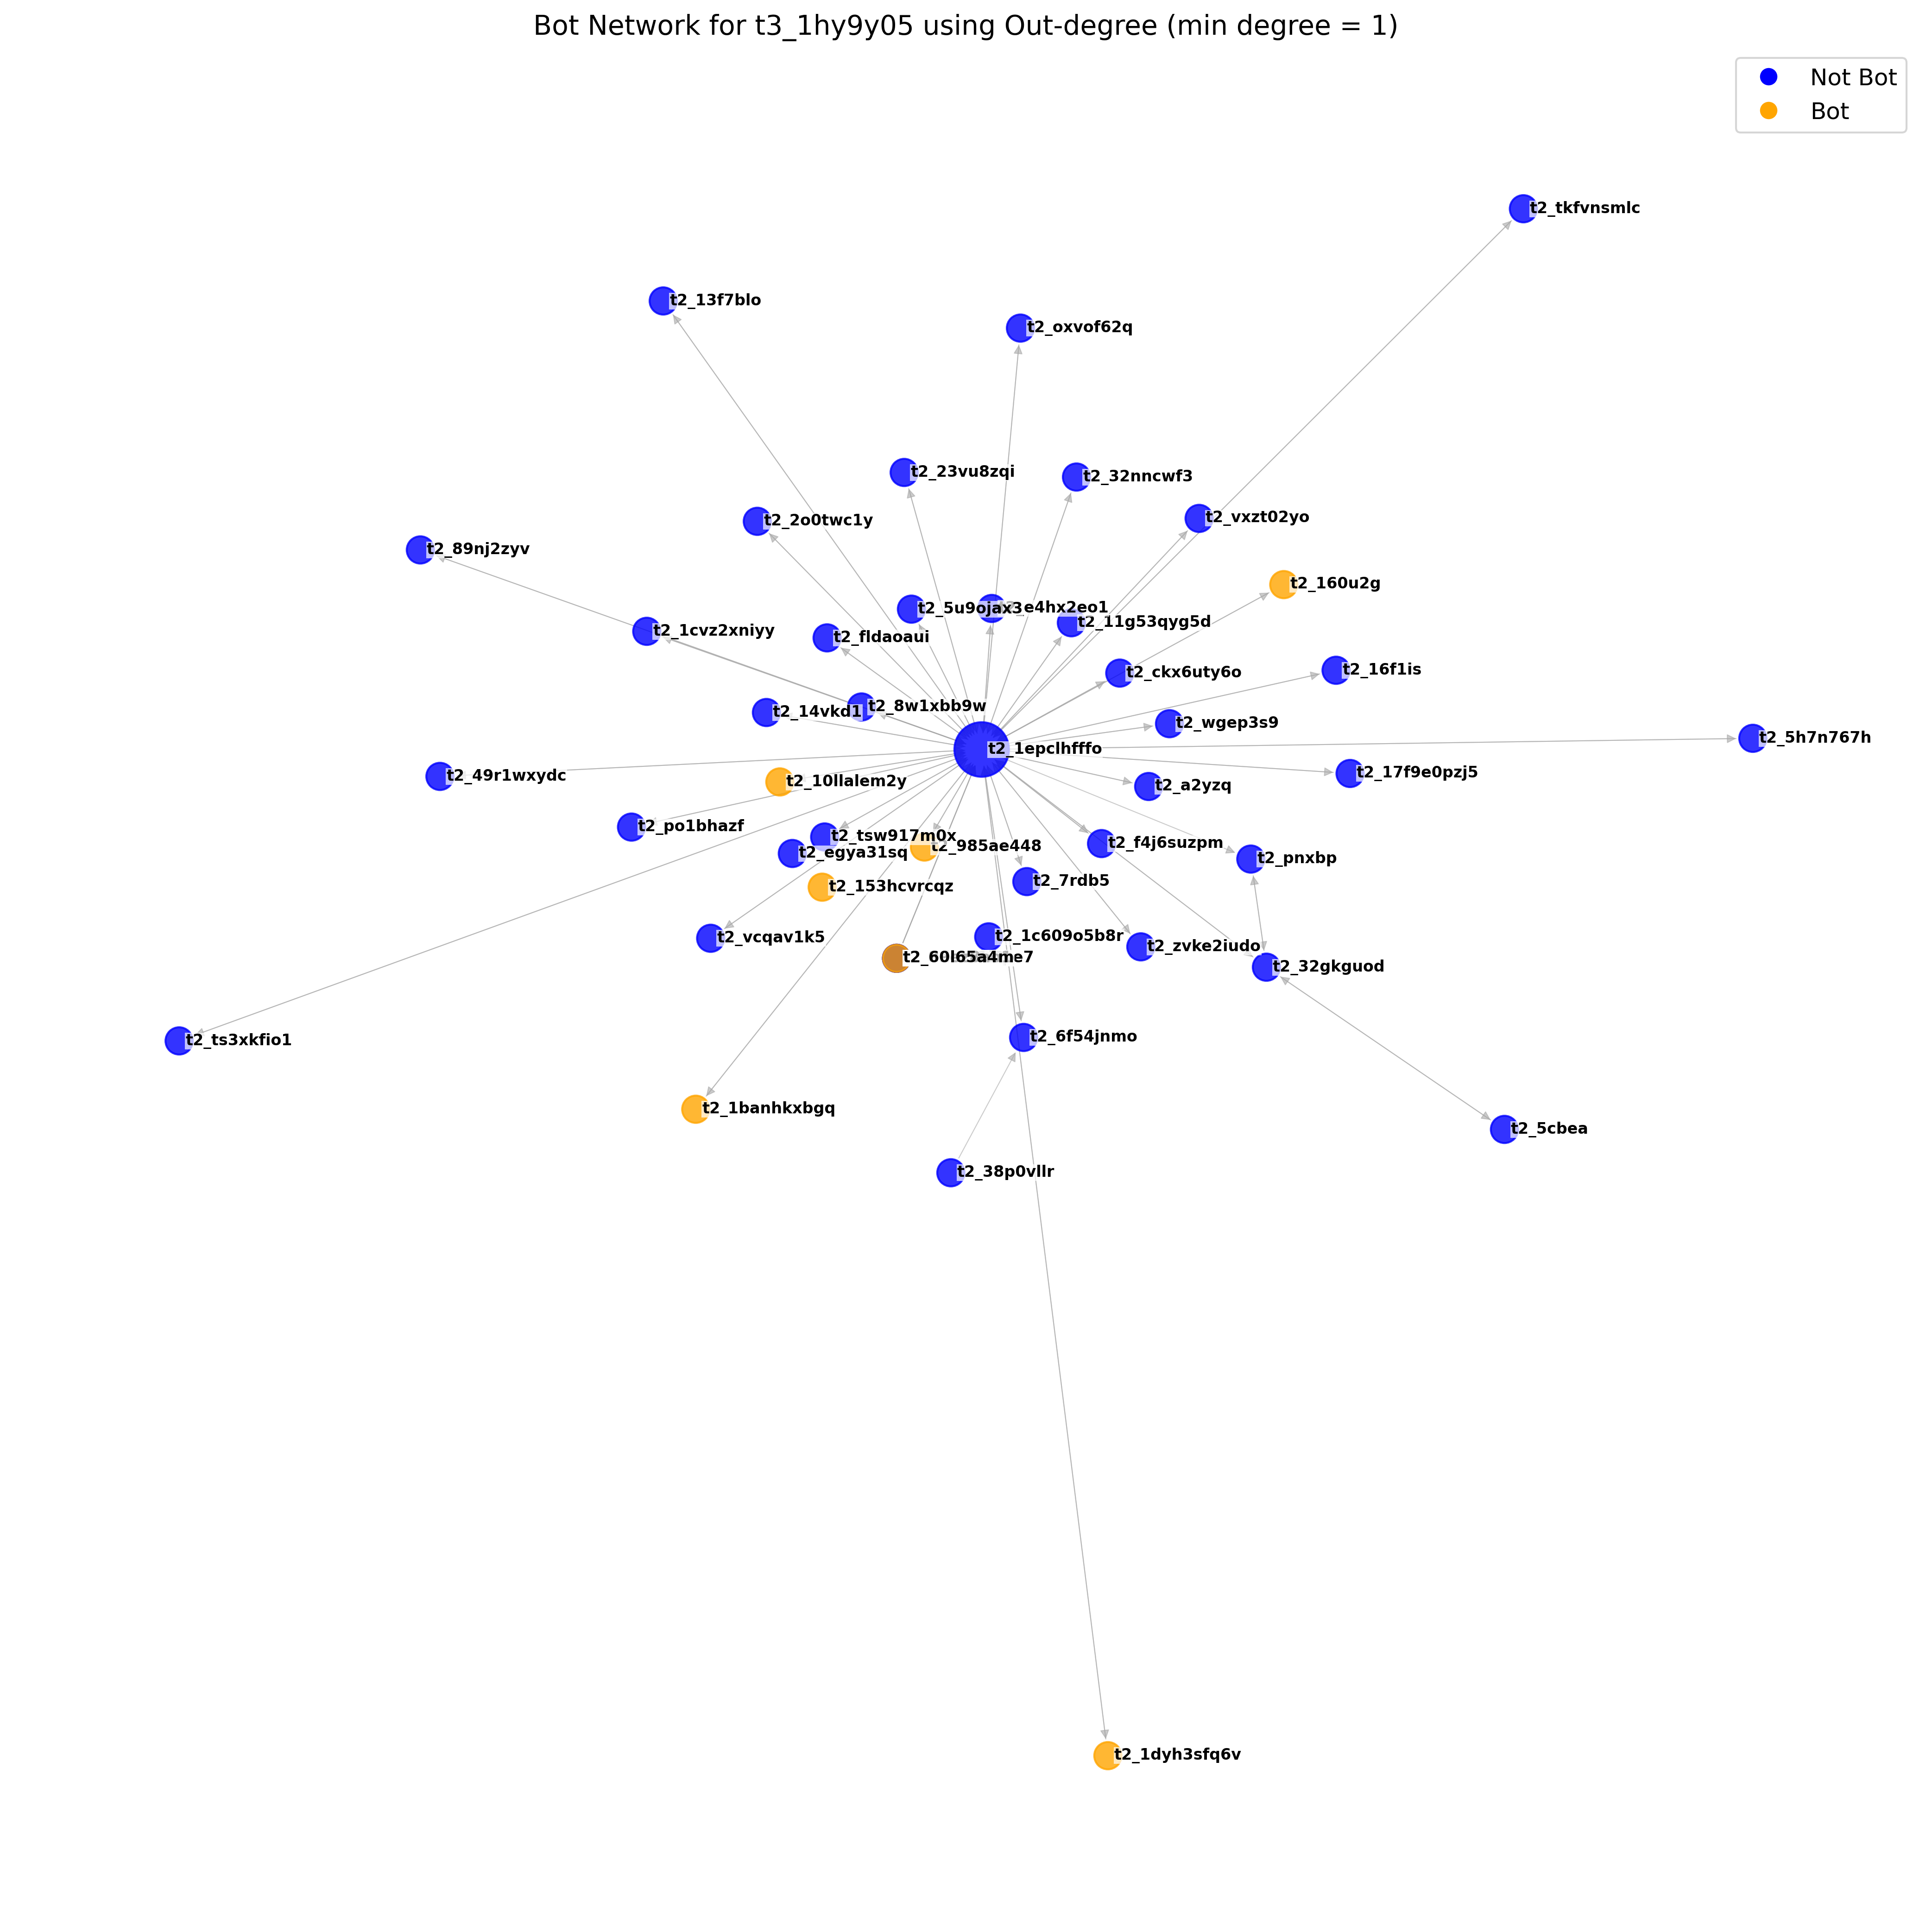 Bot Network for t3_1hy9y05 using Out-degree (min degree = 1)
Not Bot
Bot
t2_tkfvnsmlc
t2_13f7blo
t2_oxvof62q
t2_23vu8zqi
t2_32nncwf3
t2_vxzt02yo
t2_2o0twc1y
t2_89nj2zyv
t2_160u2g
t2_5u9ojax3
e4hx2eo1
t2_11g53qyg5d
t2_1cvz2xniyy
t2_fldaoaui
t2_ckx6uty6o
t2_16f1is
t2_8w1xbb9w
t2_14vkd1
t2_wgep3s9
t2_5h7n767h
t2_1epclhfffo
t2_49r1wxydc
t2_10llalem2y
t2_17f9e0pzj5
t2_a2yzq
t2_po1bhazf
t2_tsw917m0x
t2_egya31sq
t2_985ae448
t2_f4j6suzpm
t2_pnxbp
t2_153hcvrcqz
t2_7rdb5
t2_vcqav1k5
t2_1c609o5b8r
t2_zvke2iudo
t2_32gkguod
t2_ts3xkfio1
t2_6f54jnmo
t2_1banhkxbgq
t2_5cbea
t2_38p0vllr
t2_1dyh3sfq6v